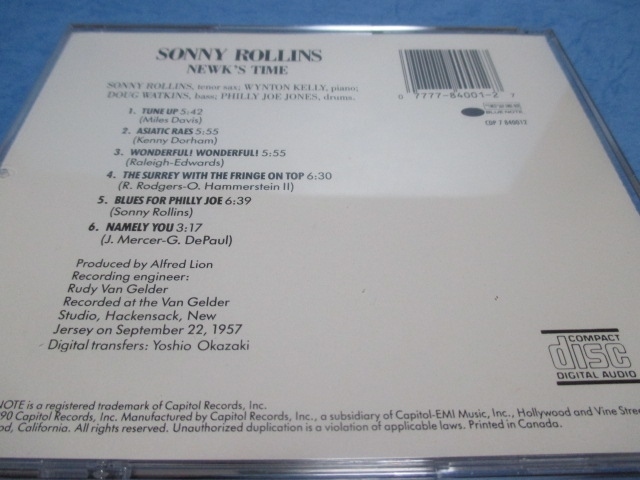 SONNY ROLLINS
NEWK'S TIME
SONNY ROLLINS, tenor sax; WYNTON KELLY, piano;
DOUG WATKINS, bass; PHILLY JOE JONES, drums.
1. TUNE UP 5:42
(Miles Davis)
2. ASIATIC RAES 5:55
(Kenny Dorham)
3. WONDERFUL! WONDERFUL! 5:55
(Raleigh-Edwards)
4. THE SURREY WITH THE FRINGE ON TOP 6:30
(R. Rodgers-O. Hammerstein II)
5. BLUES FOR PHILLY JOE 6:39
(Sonny Rollins)
6. NAMELY YOU 3:17
(J. Mercer-G. DePaul)
Produced by Alfred Lion
Recording engineer:
Rudy Van Gelder
Recorded at the Van Gelder
Studio, Hackensack, New
Jersey on September 22, 1957
Digital transfers: Yoshio Okazaki
0 7777-84001-2 7
BLUE NOTE
CDP 7 840012
COMPACT
disc
DIGITAL AUDIO
NOTE is a registered trademark of Capitol Records, Inc.
90 Capitol Records, Inc. Manufactured by Capitol Records, Inc., a subsidiary of Capitol-EMI Music, Inc., Hollywood and Vine Stree
od, California. All rights reserved. Unauthorized duplication is a violation of applicable laws. Printed in Canada.